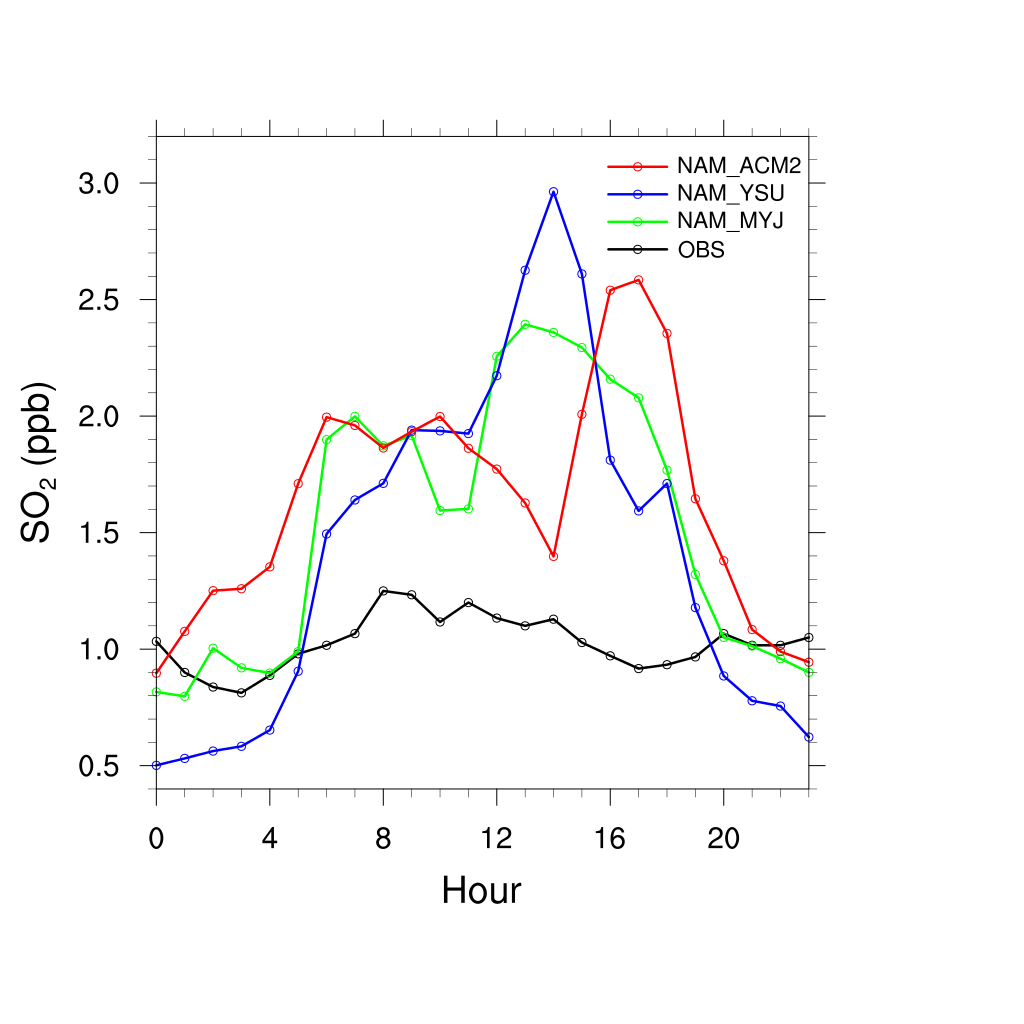 NAM_ACM2
NAM_YSU
NAM_MYJ
OBS
3.0
2.5
2.0
1.5
1.0
0.5
SO₂ (ppb)
0 4 8 12 16 20
Hour